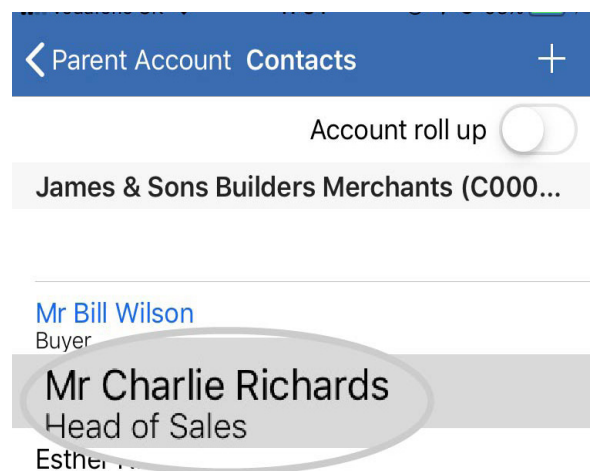 Parent Account Contacts
Account roll up
James & Sons Builders Merchants (C000...
Mr Bill Wilson
Buyer
Mr Charlie Richards
Head of Sales
Esther